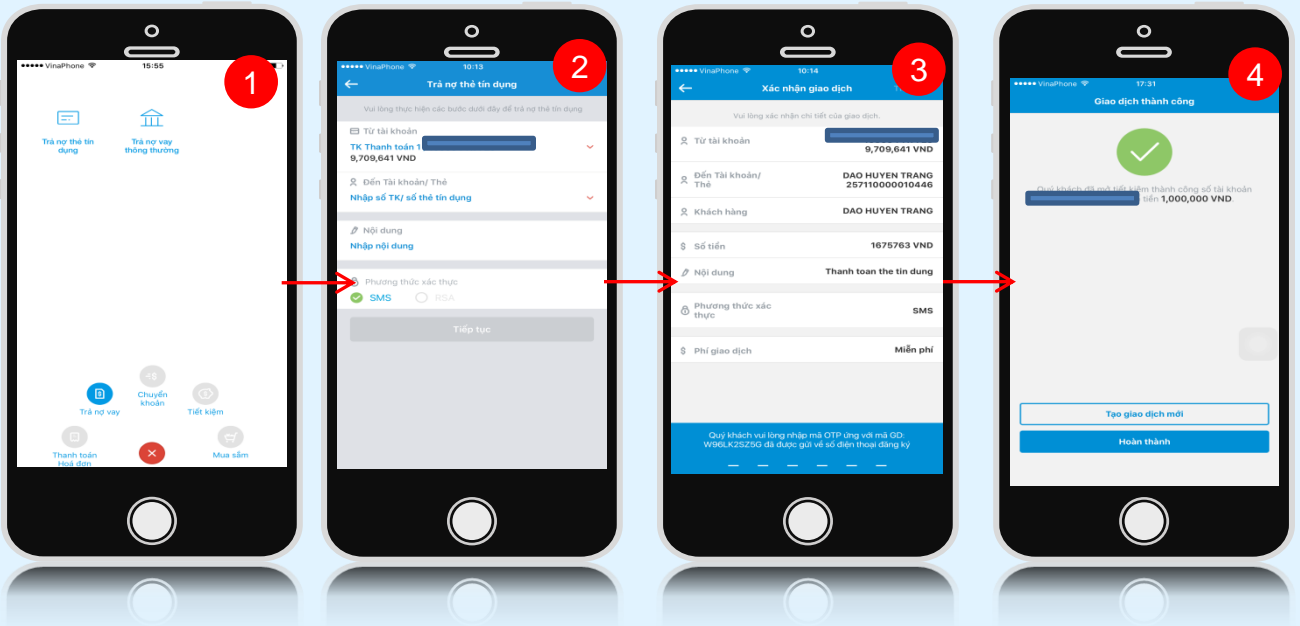 1
VinaPhone
15:55
Trả nợ thẻ tín
dụng
Trả nợ vay
thông thường
Trả nợ vay
Chuyển
khoản
Tiết kiệm
Thanh toán
Hoá đơn
Mua sắm
2
VinaPhone
10:13
Trả nợ thẻ tín dụng
Vui lòng thực hiện các bước dưới đây để trả nợ thẻ tín dụng
Từ tài khoản
TK Thanh toán 1
9,709,641 VND
Đến Tài khoản/ Thẻ
Nhập số TK/ số thẻ tín dụng
Nội dung
Nhập nội dung
Phương thức xác thực
SMS
RSA
Tiếp tục
3
VinaPhone
10:14
Xác nhận giao dịch
Vui lòng xác nhận chi tiết của giao dịch.
Từ tài khoản
9,709,641 VND
Đến Tài khoản/
Thẻ
DAO HUYEN TRANG
257110000010446
Khách hàng
DAO HUYEN TRANG
Số tiền
1675763 VND
Nội dung
Thanh toan the tin dung
Phương thức xác
thực
SMS
Phí giao dịch
Miễn phí
Quý khách vui lòng nhập mã OTP ứng với mã GD:
W96LK2SZ5G đã được gửi về số điện thoại đăng ký
4
VinaPhone
17:31
Giao dịch thành công
Quý khách đã mở tiết kiệm thành công số tài khoản
tiền 1,000,000 VND.
Tạo giao dịch mới
Hoàn thành